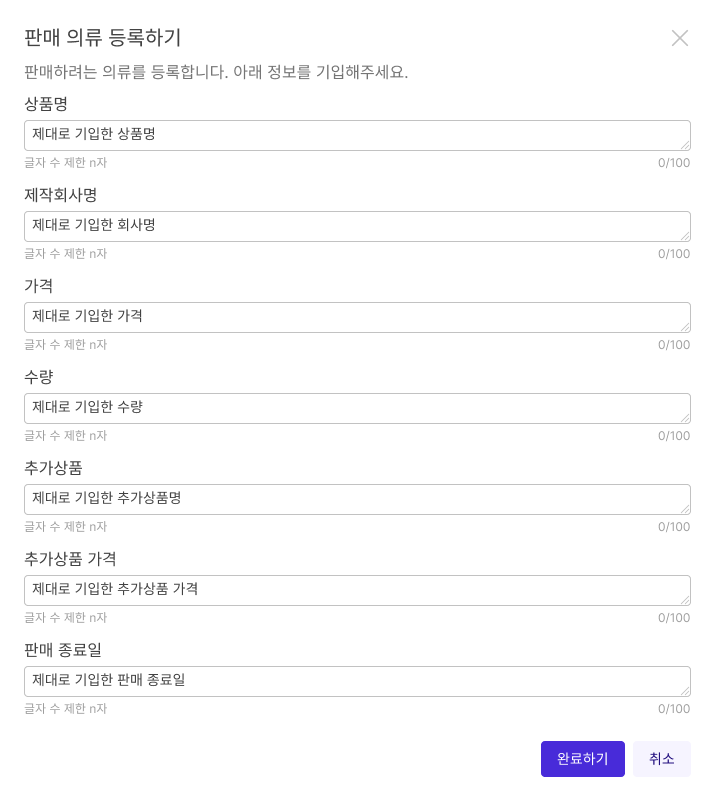 판매 의류 등록하기
판매하려는 의류를 등록합니다. 아래 정보를 기입해주세요.
상품명
제대로 기입한 상품명
글자 수 제한 n자 0/100
제작회사명
제대로 기입한 회사명
글자 수 제한 n자 0/100
가격
제대로 기입한 가격
글자 수 제한 n자 0/100
수량
제대로 기입한 수량
글자 수 제한 n자 0/100
추가상품
제대로 기입한 추가상품명
글자 수 제한 n자 0/100
추가상품 가격
제대로 기입한 추가상품 가격
글자 수 제한 n자 0/100
판매 종료일
제대로 기입한 판매 종료일
글자 수 제한 n자 0/100
완료하기 취소